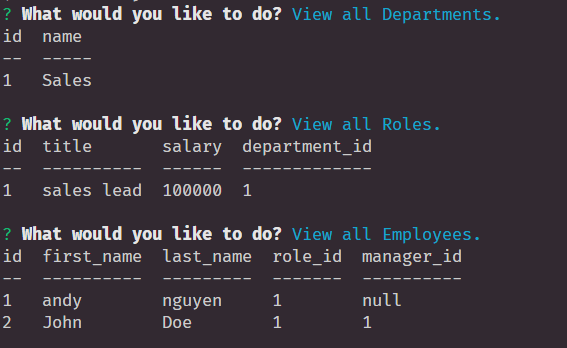 ? What would you like to do? View all Departments.
id  name
--  -----
1   Sales
? What would you like to do? View all Roles.
id  title       salary  department_id
--  ----------  ------  -------------
1   sales lead  100000  1
? What would you like to do? View all Employees.
id  first_name  last_name  role_id  manager_id
--  ----------  ---------  -------  ----------
1   andy        nguyen     1        null
2   John        Doe        1        1